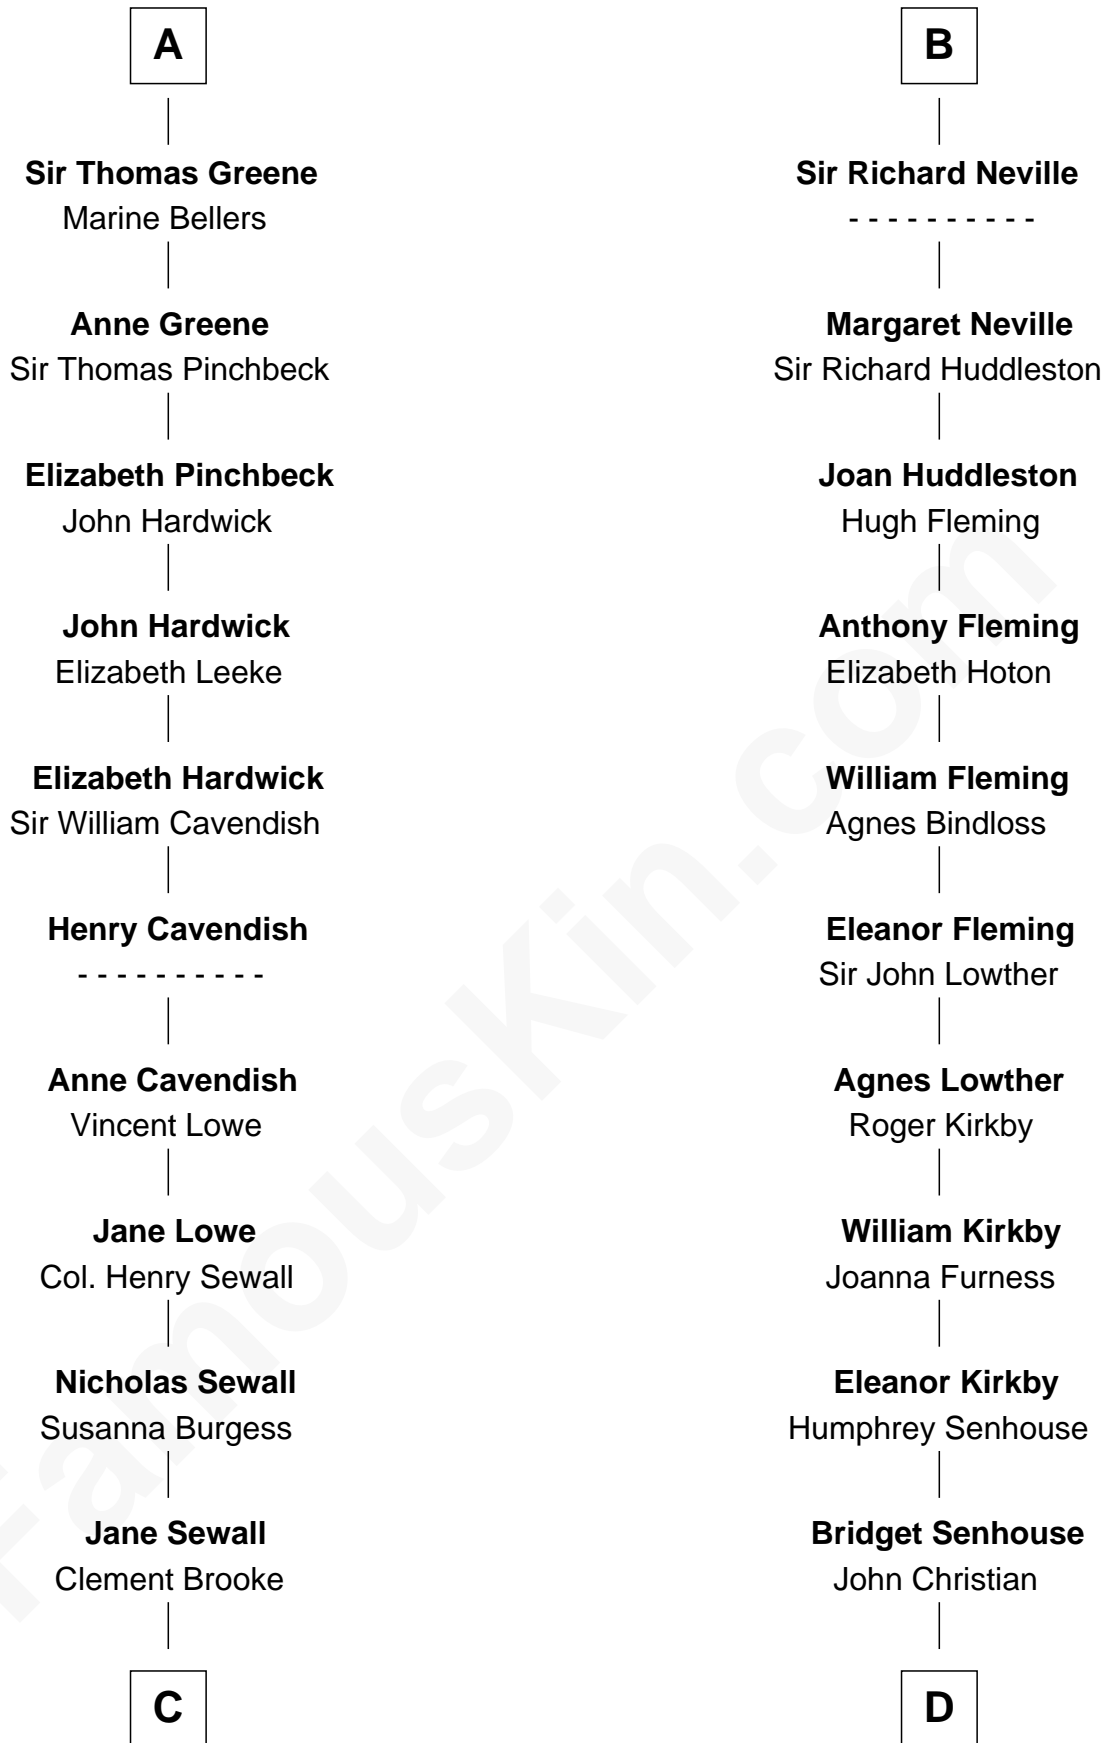 A
Sir Thomas Greene
Marine Bellers
Anne Greene
Sir Thomas Pinchbeck
Elizabeth Pinchbeck
John Hardwick
John Hardwick
Elizabeth Leeke
Elizabeth Hardwick
Sir William Cavendish
Henry Cavendish
- - - - - - - - - -
Anne Cavendish
Vincent Lowe
Jane Lowe
Col. Henry Sewall
Nicholas Sewall
Susanna Burgess
Jane Sewall
Clement Brooke
C
B
Sir Richard Neville
- - - - - - - - - -
Margaret Neville
Sir Richard Huddleston
Joan Huddleston
Hugh Fleming
Anthony Fleming
Elizabeth Hoton
William Fleming
Agnes Bindloss
Eleanor Fleming
Sir John Lowther
Agnes Lowther
Roger Kirkby
William Kirkby
Joanna Furness
Eleanor Kirkby
Humphrey Senhouse
Bridget Senhouse
John Christian
D
FamousKin.com